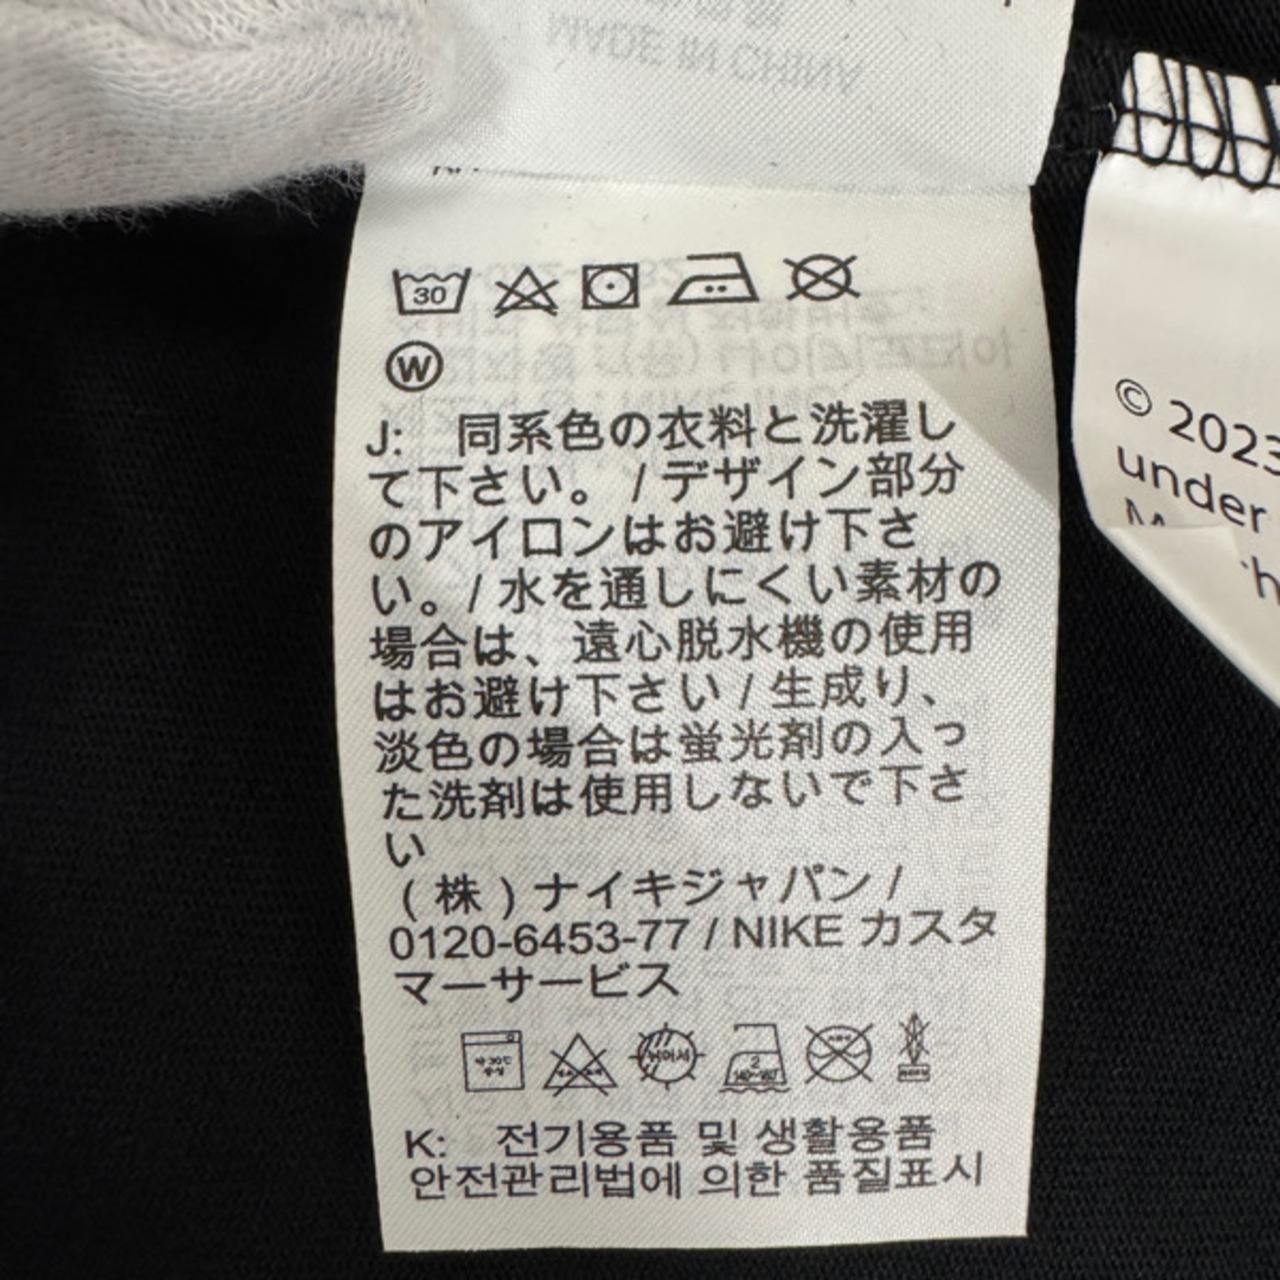 MADE IN CHINA
30
W
J: 同系色の衣料と洗濯し
て下さい。/ デザイン部分
のアイロンはお避け下さ
い。/ 水を通しにくい素材の
場合は、遠心脱水機の使用
はお避け下さい / 生成り、
淡色の場合は蛍光剤の入っ
た洗剤は使用しないで下さ
い
(株) ナイキジャパン /
0120-6453-77 / NIKE カスタ
マーサービス
K: 전기용품 및 생활용품
안전관리법에 의한 품질표시
© 2023
under